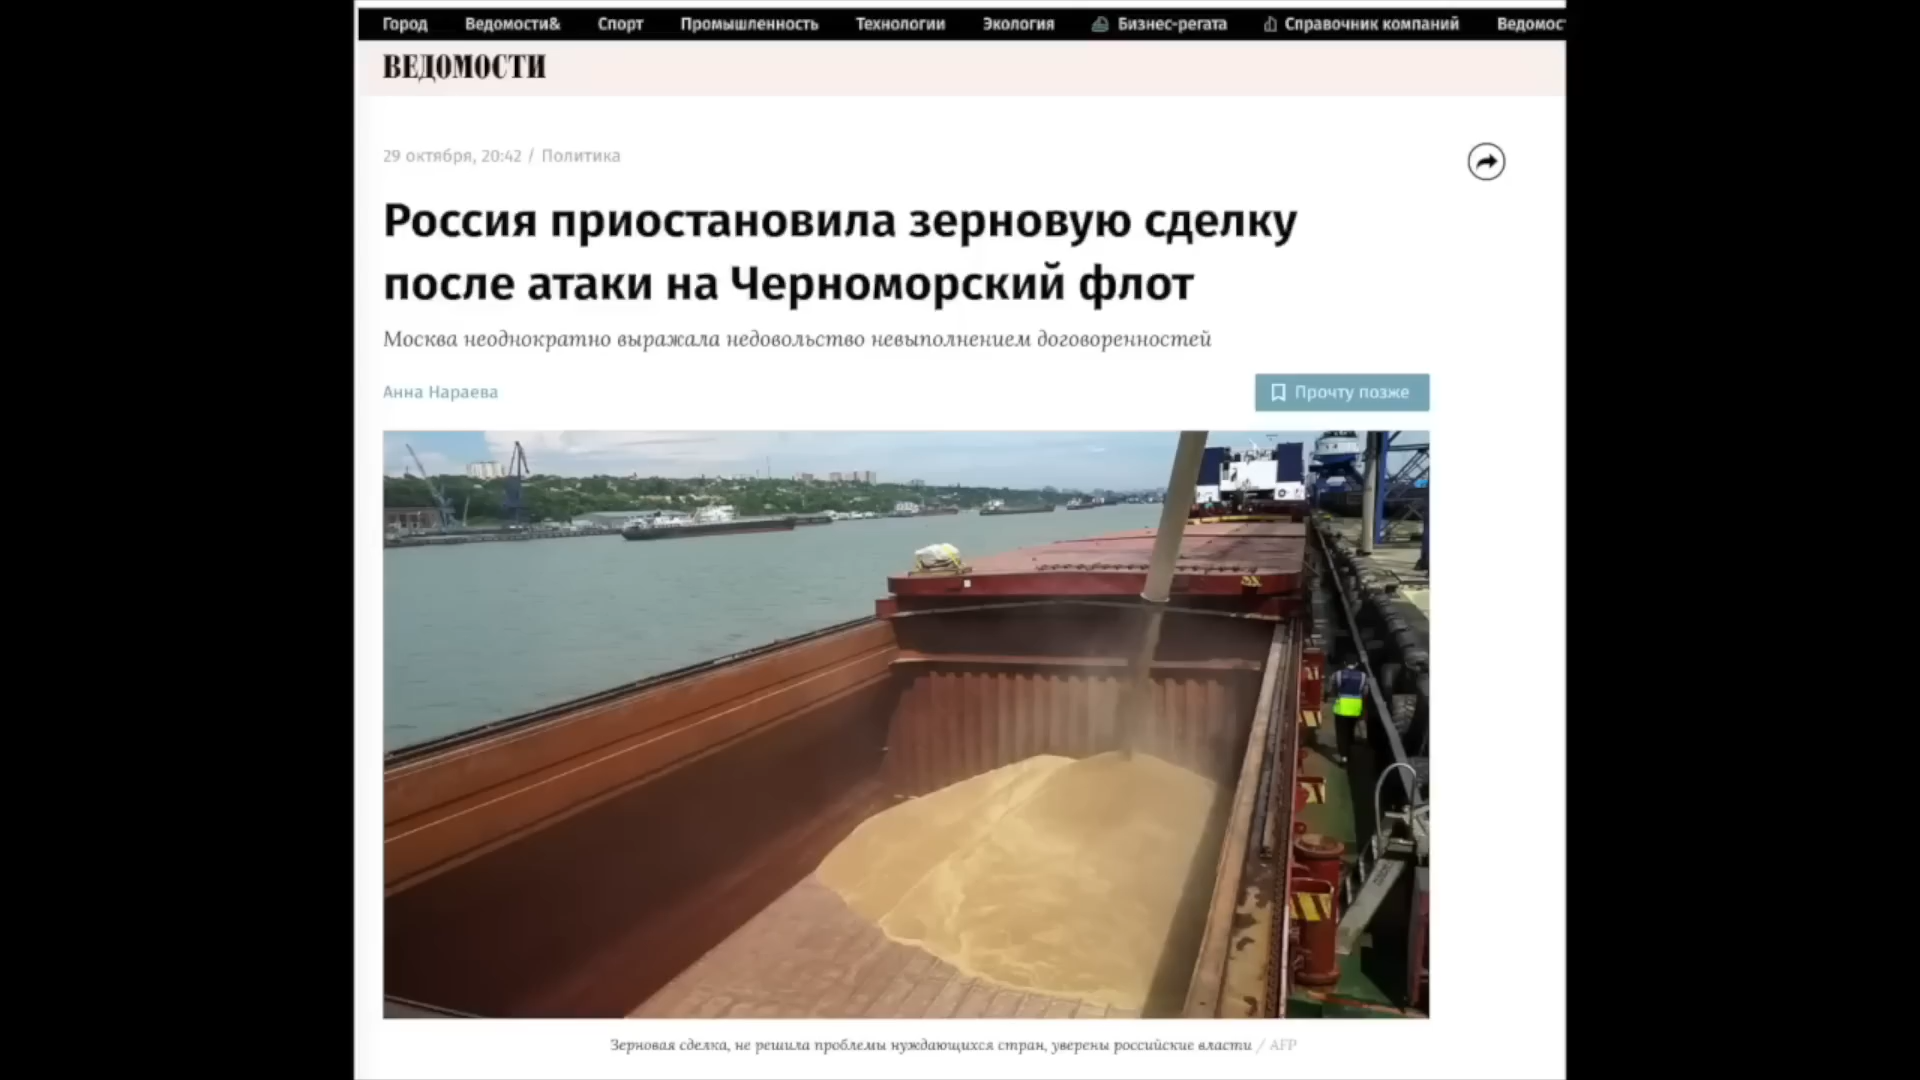 Город Ведомости& Спорт Промышленность Технологии Экология Бизнес-регата Справочник компаний
ВЕДОМОСТИ
29 октября, 20:42 / Политика
Россия приостановила зерновую сделку
после атаки на Черноморский флот
Москва неоднократно выражала недовольство невыполнением договоренностей
Анна Нараева
Прочту позже
Зерновая сделка, не решила проблемы нуждающихся стран, уверены российские власти / AFP